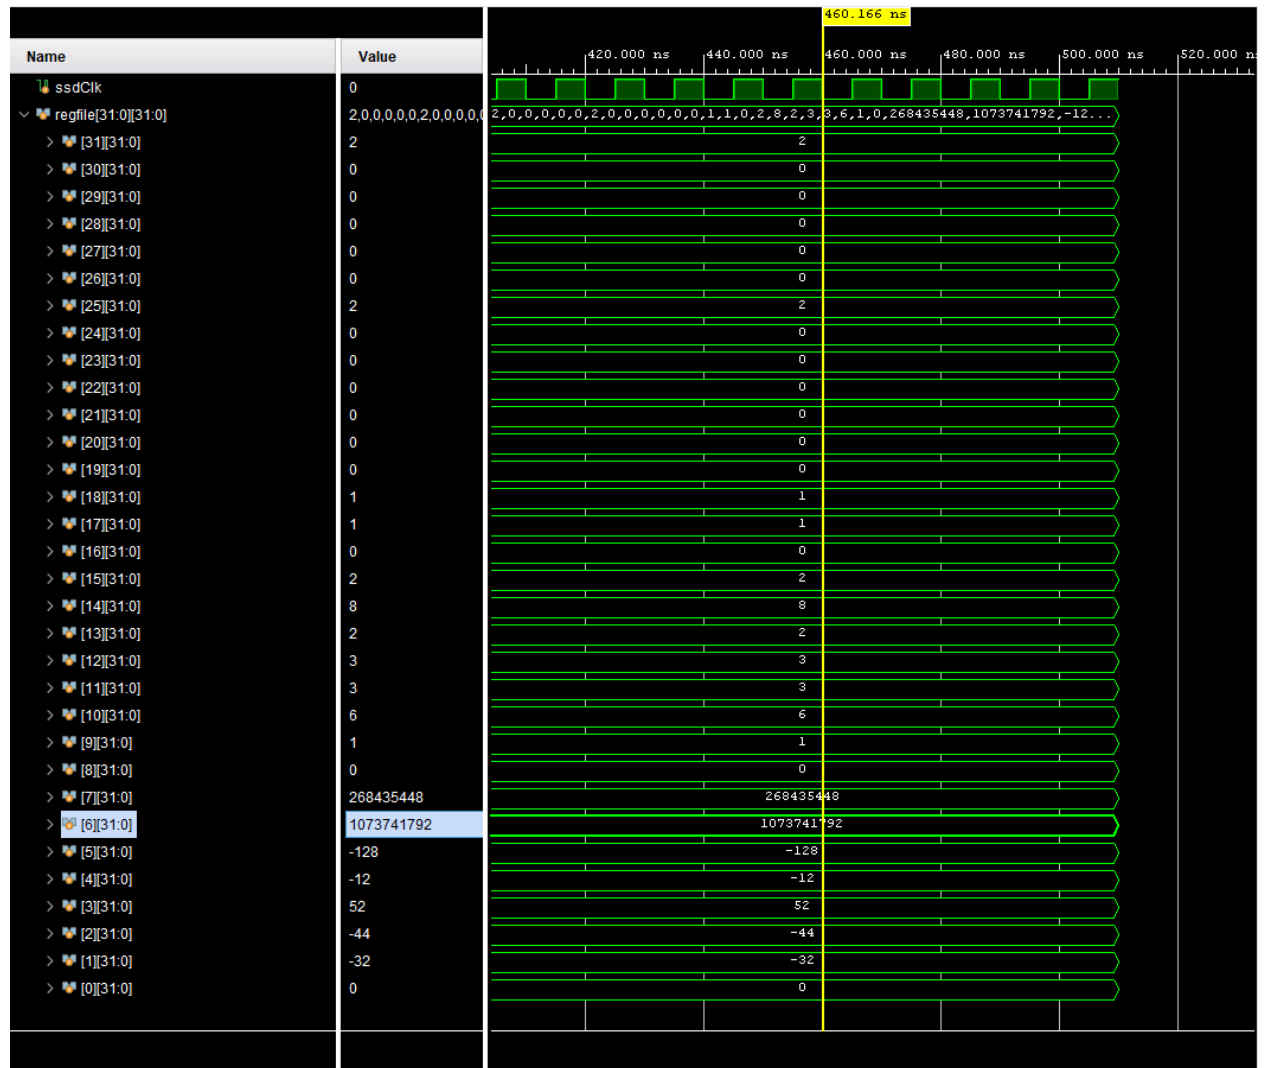 460.166 ns
Name Value 420.000 ns 440.000 ns 460.000 ns 480.000 ns 500.000 ns 520.000 n
ssdClk 0
regfile[31:0][31:0] 2,0,0,0,0,0,2,0,0,0,0,0 2,0,0,0,0,0,2,0,0,0,0,0,0,1,1,0,2,8,2,3,3,6,1,0,268435448,1073741792,-12...
[31][31:0] 2 2
[30][31:0] 0 0
[29][31:0] 0 0
[28][31:0] 0 0
[27][31:0] 0 0
[26][31:0] 0 0
[25][31:0] 2 2
[24][31:0] 0 0
[23][31:0] 0 0
[22][31:0] 0 0
[21][31:0] 0 0
[20][31:0] 0 0
[19][31:0] 0 0
[18][31:0] 1 1
[17][31:0] 1 1
[16][31:0] 0 0
[15][31:0] 2 2
[14][31:0] 8 8
[13][31:0] 2 2
[12][31:0] 3 3
[11][31:0] 3 3
[10][31:0] 6 6
[9][31:0] 1 1
[8][31:0] 0 0
[7][31:0] 268435448 268435448
[6][31:0] 1073741792 1073741792
[5][31:0] -128 -128
[4][31:0] -12 -12
[3][31:0] 52 52
[2][31:0] -44 -44
[1][31:0] -32 -32
[0][31:0] 0 0